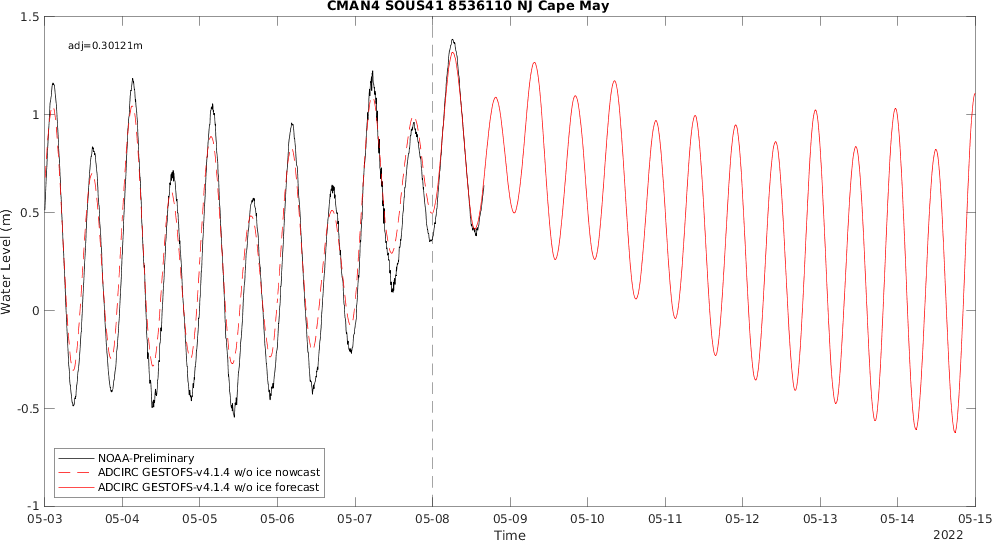 CMAN4 SOUS41 8536110 NJ Cape May
adj=0.30121m
1.5
1
0.5
0
-0.5
-1
Water Level (m)
NOAA-Preliminary
ADCIRC GESTOFS-v4.1.4 w/o ice nowcast
ADCIRC GESTOFS-v4.1.4 w/o ice forecast
05-03 05-04 05-05 05-06 05-07 05-08 05-09 05-10 05-11 05-12 05-13 05-14 05-15
Time
2022